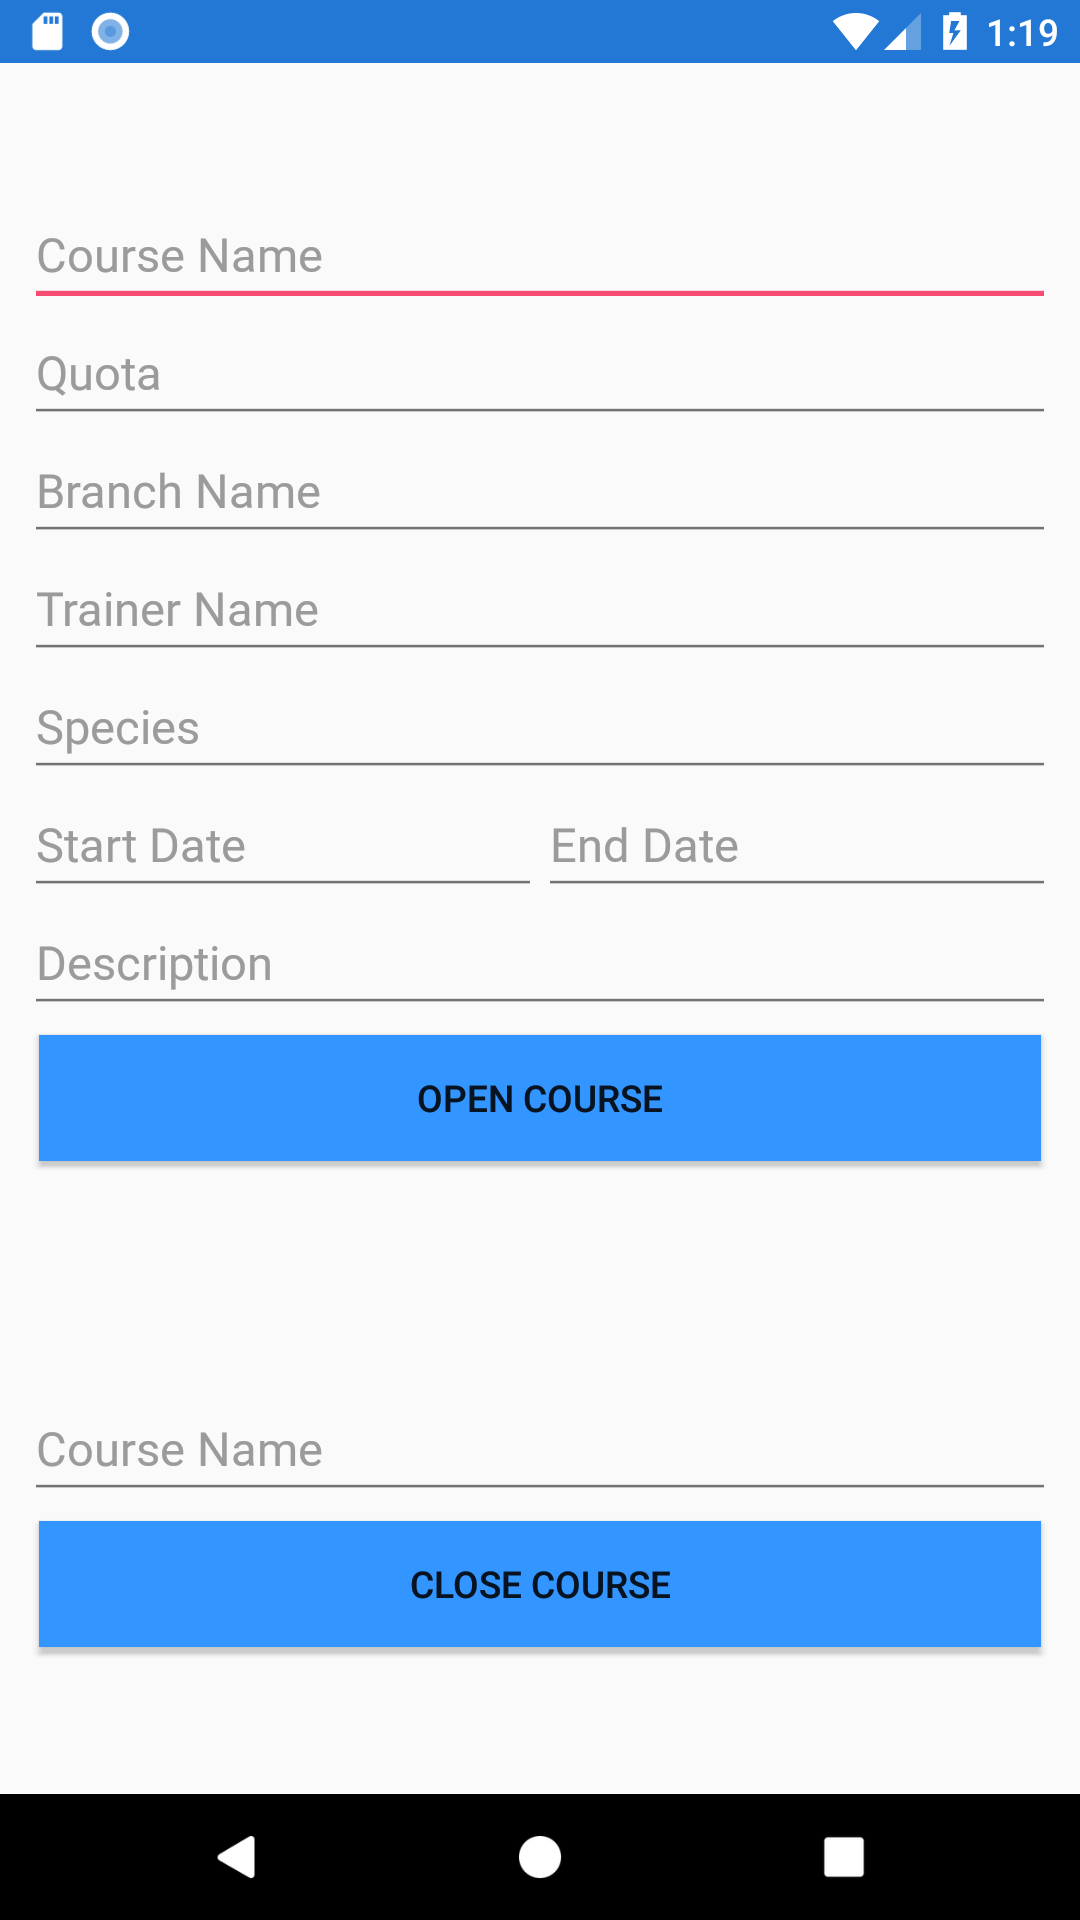 1:19
Course Name
Quota
Branch Name
Trainer Name
Species
Start Date End Date
Description
OPEN COURSE
Course Name
CLOSE COURSE